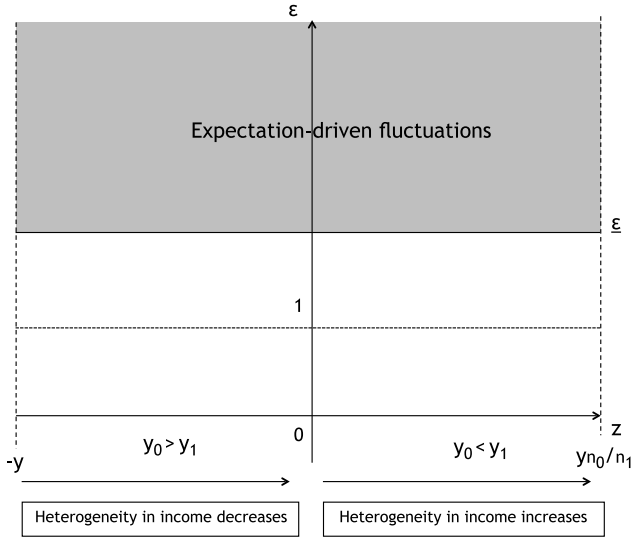 ε
Expectation-driven fluctuations
ε
1
0
z
y₀ > y₁
y₀ < y₁
-y
yn₀/n₁
Heterogeneity in income decreases
Heterogeneity in income increases